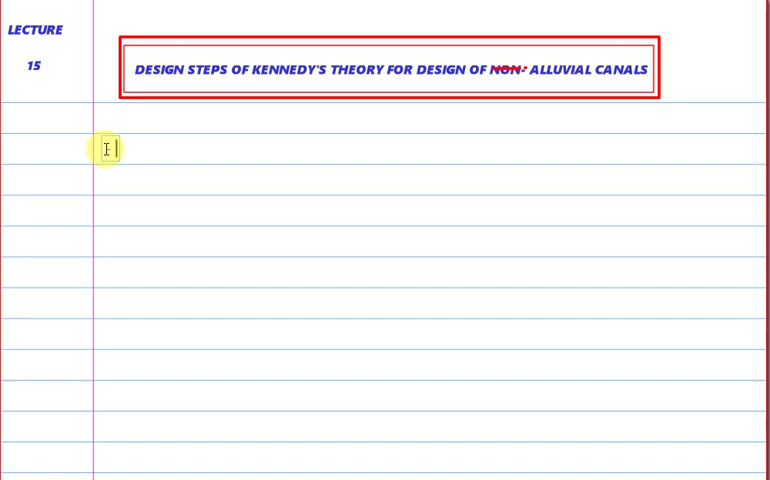 LECTURE
15
DESIGN STEPS OF KENNEDY'S THEORY FOR DESIGN OF NON- ALLUVIAL CANALS